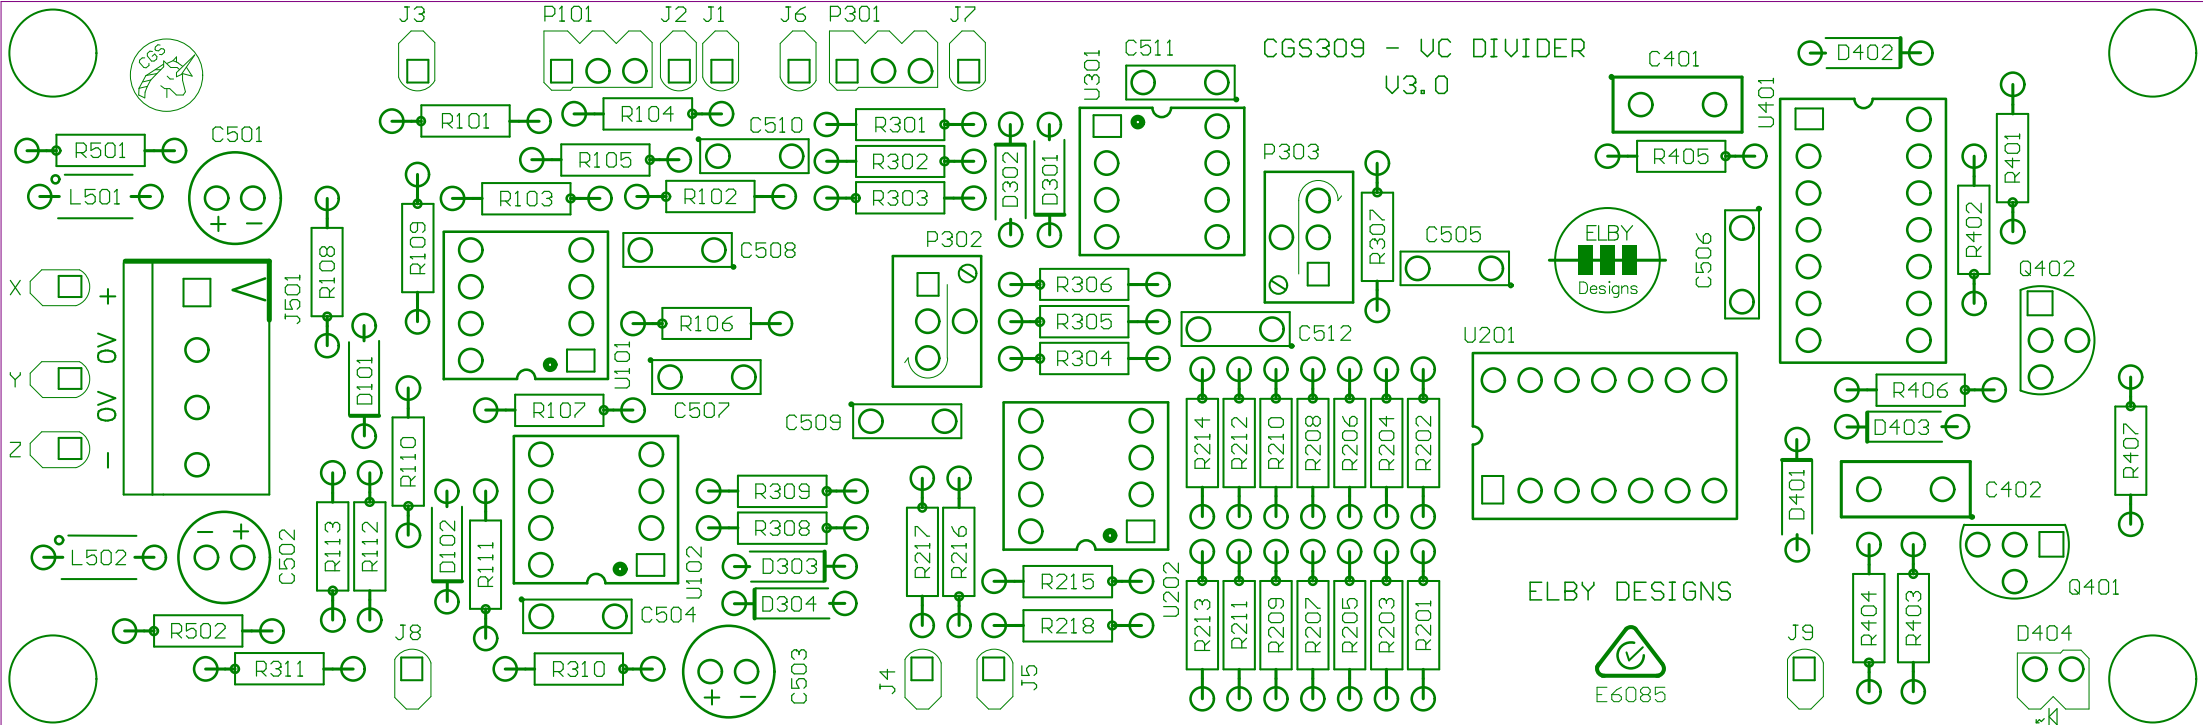 J3
P101
J2
J1
J6
P301
J7
CGS
U301
C511
CGS309 - VC DIVIDER
V3.0
C401
D402
U401
R501
C501
R101
R104
R105
C510
R301
R302
R303
D302
D301
P303
R405
R401
R402
L501
+ -
R103
R102
R108
R109
C508
P302
R307
C505
C506
ELBY
Designs
Q402
X
+
J501
R106
U101
R306
R305
R304
C512
U201
0V
Y
0V
D101
C507
R107
C509
R406
D403
R407
Z
-
R110
R214
R212
R210
R208
R206
R204
R202
D401
C402
R309
R308
R113
R112
D102
R111
U102
R217
R216
- +
C502
L502
D303
D304
R215
U202
R218
R213
R211
R209
R207
R205
R203
R201
ELBY DESIGNS
Q401
R404
R403
R502
R311
J8
C504
R310
+ -
C503
J4
J5
E6085
J9
D404